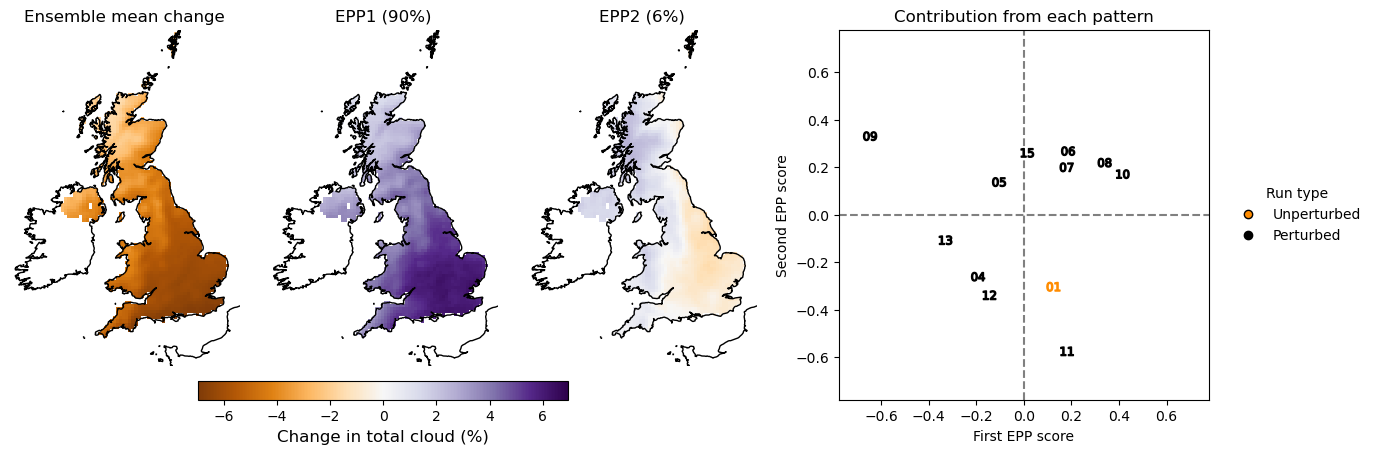 Ensemble mean change
EPP1 (90%)
EPP2 (6%)
−6 −4 −2 0 2 4 6
Change in total cloud (%)
Contribution from each pattern
Second EPP score
0.6
0.4
0.2
0.0
−0.2
−0.4
−0.6
09
15
06
07
08
10
05
13
04
12
01
11
−0.6 −0.4 −0.2 0.0 0.2 0.4 0.6
First EPP score
Run type
Unperturbed
Perturbed